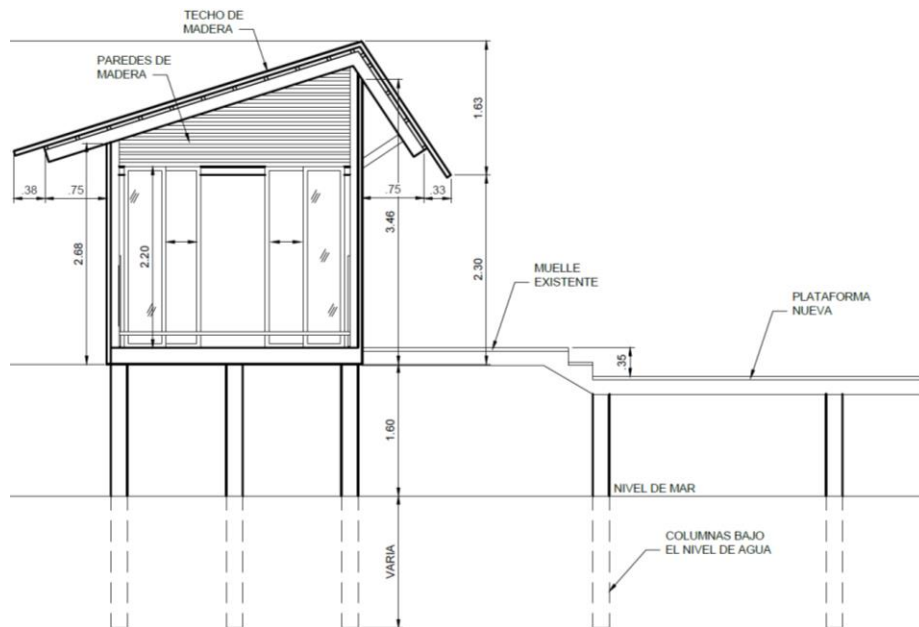 TECHO DE
MADERA
PAREDES DE
MADERA
1.63
.38
.75
.75
.33
3.46
2.68
2.20
2.30
MUELLE
EXISTENTE
PLATAFORMA
NUEVA
.35
1.60
NIVEL DE MAR
VARIA
COLUMNAS BAJO
EL NIVEL DE AGUA